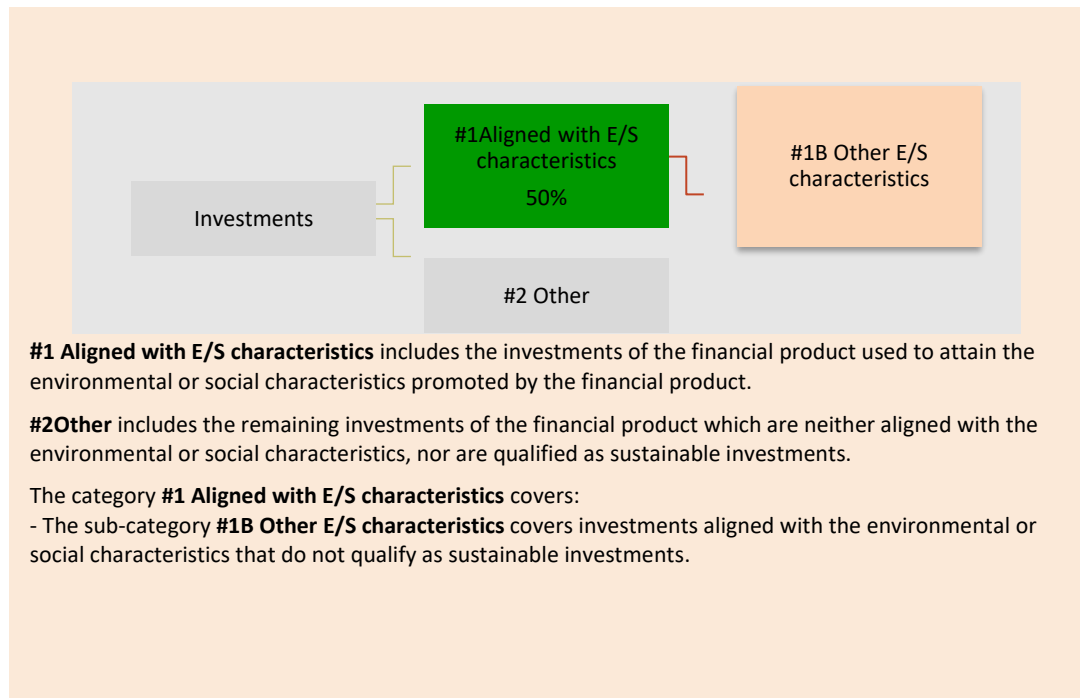 #1Aligned with E/S
characteristics
50%
#1B Other E/S
characteristics
Investments
#2 Other
#1 Aligned with E/S characteristics includes the investments of the financial product used to attain the
environmental or social characteristics promoted by the financial product.
#2Other includes the remaining investments of the financial product which are neither aligned with the
environmental or social characteristics, nor are qualified as sustainable investments.
The category #1 Aligned with E/S characteristics covers:
- The sub-category #1B Other E/S characteristics covers investments aligned with the environmental or
social characteristics that do not qualify as sustainable investments.